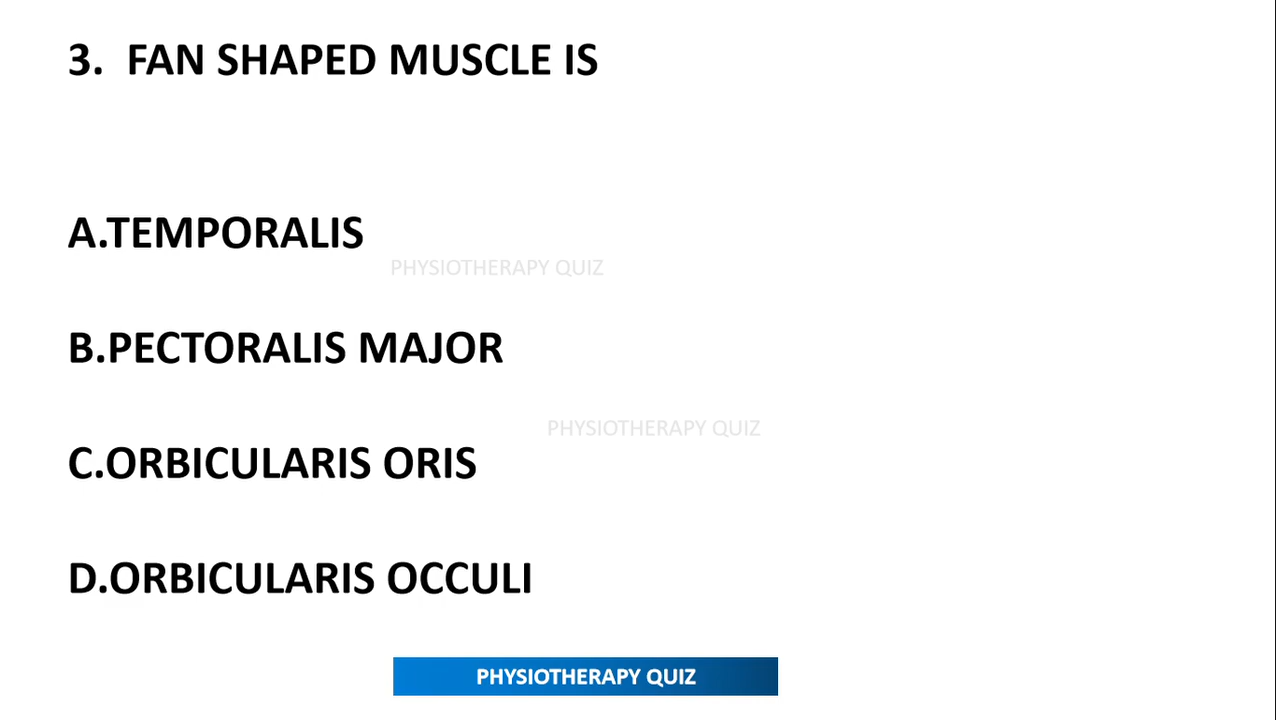 3. FAN SHAPED MUSCLE IS
A.TEMPORALIS
PHYSIOTHERAPY QUIZ
B.PECTORALIS MAJOR
PHYSIOTHERAPY QUIZ
C.ORBICULARIS ORIS
D.ORBICULARIS OCCULI
PHYSIOTHERAPY QUIZ